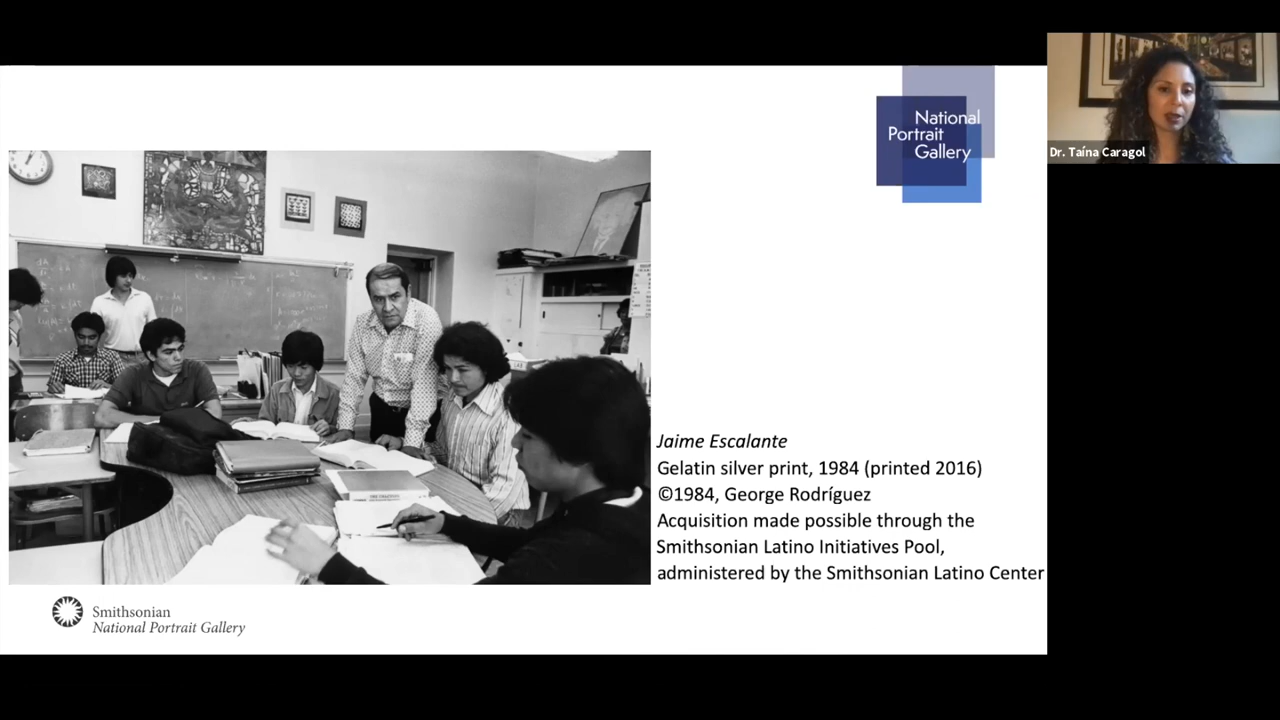 National
Portrait
Gallery
Dr. Taína Caragol
Jaime Escalante
Gelatin silver print, 1984 (printed 2016)
©1984, George Rodríguez
Acquisition made possible through the
Smithsonian Latino Initiatives Pool,
administered by the Smithsonian Latino Center
Smithsonian
National Portrait Gallery